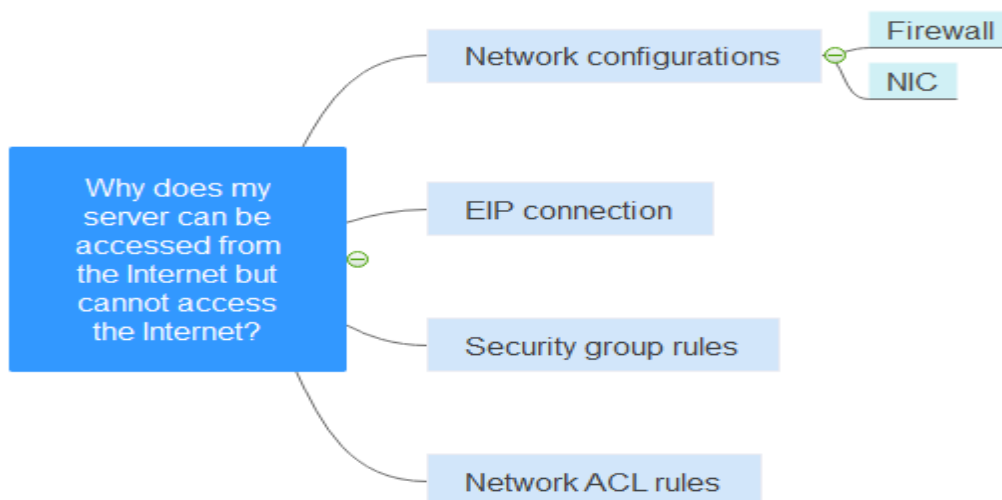 Why does my
server can be
accessed from
the Internet but
cannot access
the Internet?
Network configurations
Firewall
NIC
EIP connection
Security group rules
Network ACL rules